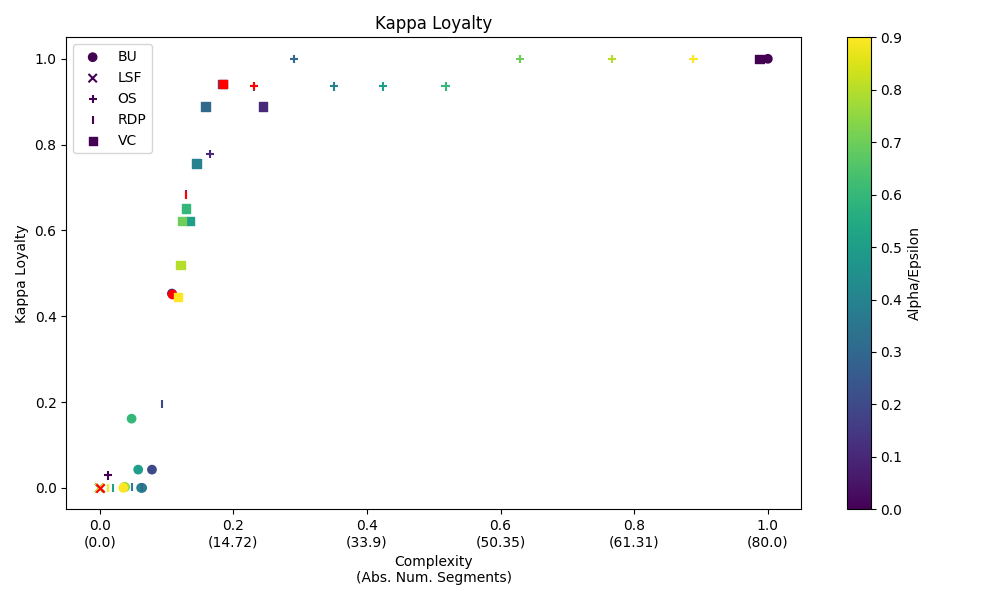 Kappa Loyalty
BU
LSF
OS
RDP
VC
Kappa Loyalty
1.0
0.8
0.6
0.4
0.2
0.0
0.0 0.2 0.4 0.6 0.8 1.0
(0.0) (14.72) (33.9) (50.35) (61.31) (80.0)
Complexity
(Abs. Num. Segments)
0.9
0.8
0.7
0.6
0.5
0.4
0.3
0.2
0.1
0.0
Alpha/Epsilon